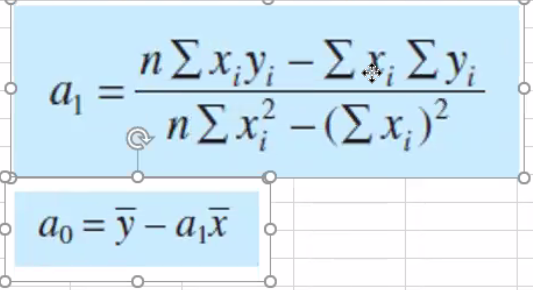 a₁ = (n Σ xᵢyᵢ − Σ xᵢ Σ yᵢ) / (n Σ xᵢ² − (Σ xᵢ)²)
a₀ = y̅ − a₁x̅